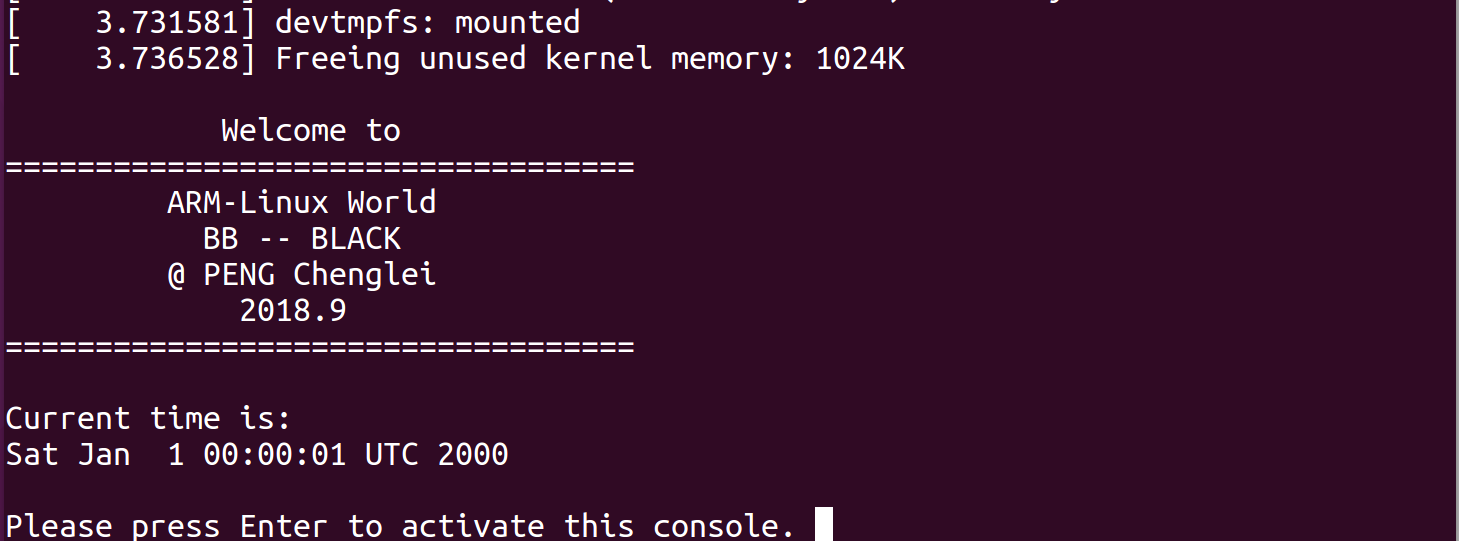 [    3.731581] devtmpfs: mounted
[    3.736528] Freeing unused kernel memory: 1024K
Welcome to
===================================
ARM-Linux World
BB -- BLACK
@ PENG Chenglei
2018.9
===================================
Current time is:
Sat Jan  1 00:00:01 UTC 2000
Please press Enter to activate this console.